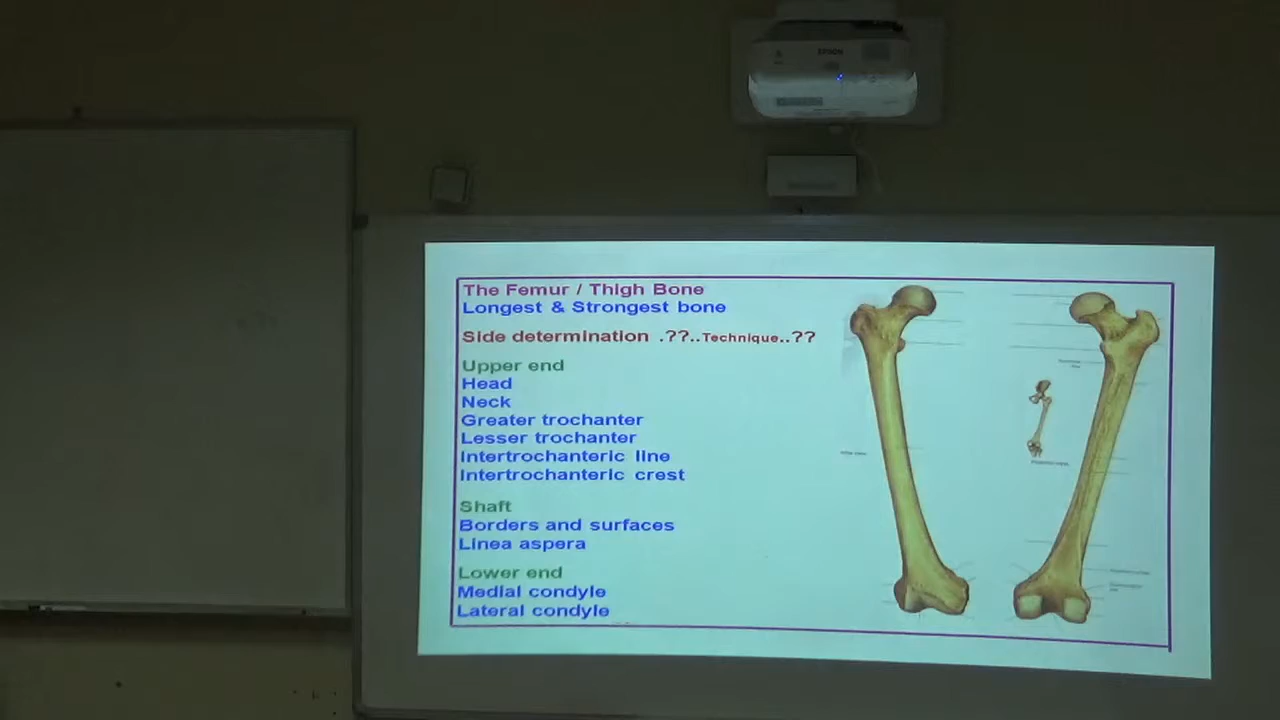 EPSON
The Femur / Thigh Bone
Longest & Strongest bone
Side determination .??..Technique..??
Upper end
Head
Neck
Greater trochanter
Lesser trochanter
Intertrochanteric line
Intertrochanteric crest
Shaft
Borders and surfaces
Linea aspera
Lower end
Medial condyle
Lateral condyle